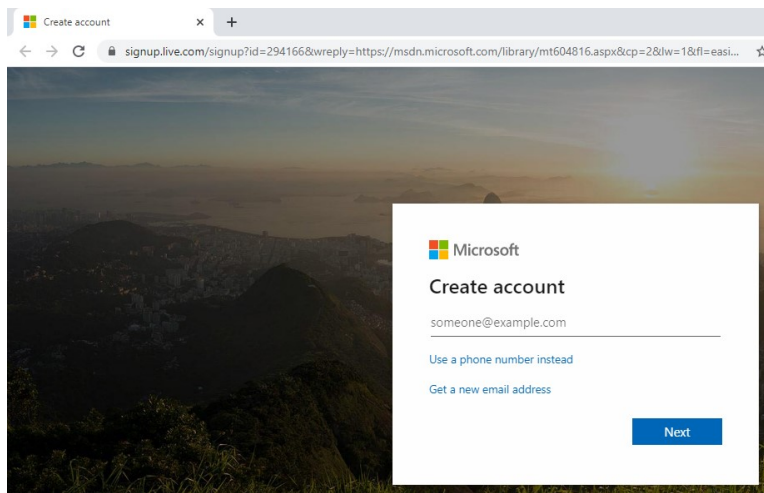 Create account
signup.live.com/signup?id=294166&wreply=https://msdn.microsoft.com/library/mt604816.aspx&cp=2&lw=1&fl=easi...
Microsoft
Create account
someone@example.com
Use a phone number instead
Get a new email address
Next